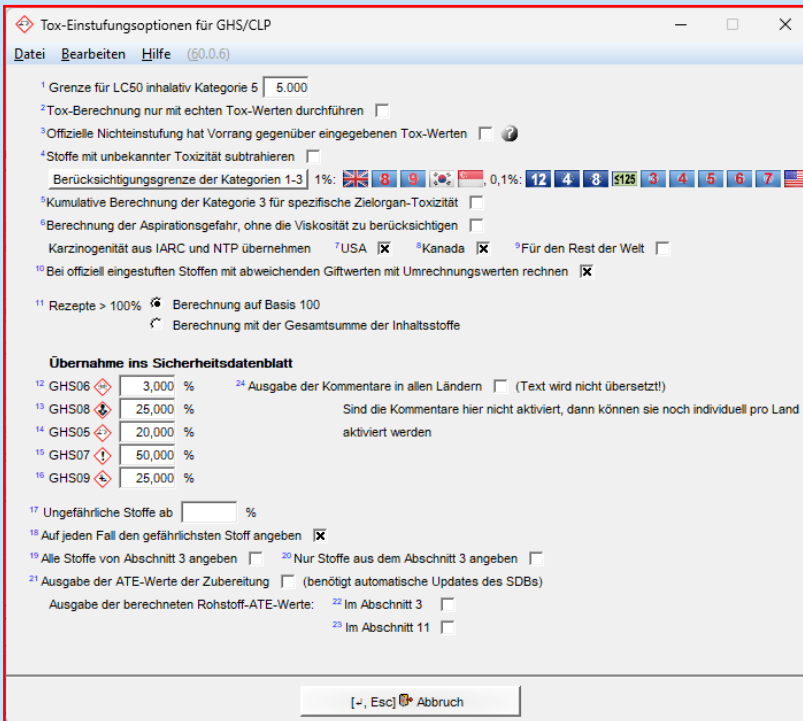 Tox-Einstufungsoptionen für GHS/CLP
Datei Bearbeiten Hilfe (60.0.6)
1 Grenze für LC50 inhalativ Kategorie 5 5.000
2 Tox-Berechnung nur mit echten Tox-Werten durchführen
3 Offizielle Nichteinstufung hat Vorrang gegenüber eingegebenen Tox-Werten ?
4 Stoffe mit unbekannter Toxizität subtrahieren
Berücksichtigungsgrenze der Kategorien 1-3 1%: 8 9 , 0,1%: 12 4 8 S125 3 4 5 6 7
5 Kumulative Berechnung der Kategorie 3 für spezifische Zielorgan-Toxizität
6 Berechnung der Aspirationsgefahr, ohne die Viskosität zu berücksichtigen
Karzinogenität aus IARC und NTP übernehmen 7 USA 8 Kanada 9 Für den Rest der Welt
10 Bei offiziell eingestuften Stoffen mit abweichenden Giftwerten mit Umrechnungswerten rechnen
11 Rezepte > 100% Berechnung auf Basis 100
Berechnung mit der Gesamtsumme der Inhaltsstoffe
Übernahme ins Sicherheitsdatenblatt
12 GHS06 3,000 % 24 Ausgabe der Kommentare in allen Ländern (Text wird nicht übersetzt!)
13 GHS08 25,000 % Sind die Kommentare hier nicht aktiviert, dann können sie noch individuell pro Land
14 GHS05 20,000 % aktiviert werden
15 GHS07 50,000 %
16 GHS09 25,000 %
17 Ungefährliche Stoffe ab %
18 Auf jeden Fall den gefährlichsten Stoff angeben
19 Alle Stoffe von Abschnitt 3 angeben 20 Nur Stoffe aus dem Abschnitt 3 angeben
21 Ausgabe der ATE-Werte der Zubereitung (benötigt automatische Updates des SDBs)
Ausgabe der berechneten Rohstoff-ATE-Werte: 22 Im Abschnitt 3
23 Im Abschnitt 11
[↵, Esc] Abbruch